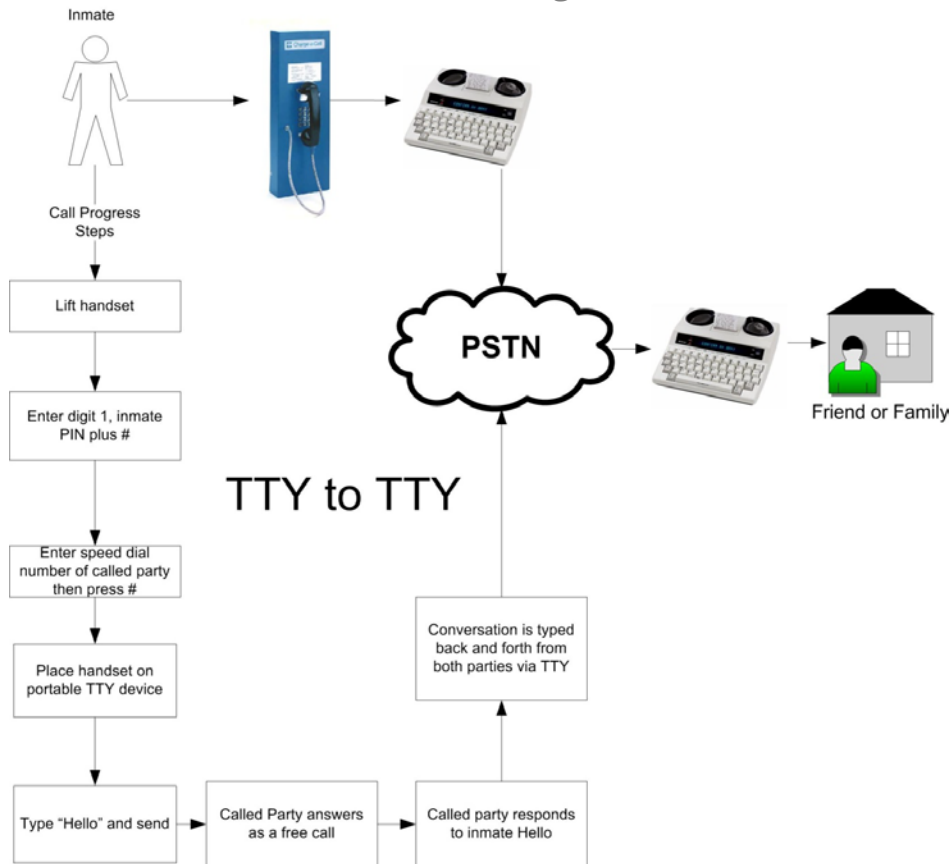 Inmate
Call Progress
Steps
Lift handset
Enter digit 1, inmate
PIN plus #
Enter speed dial
number of called party
then press #
Place handset on
portable TTY device
Type “Hello” and send
Called Party answers
as a free call
Called party responds
to inmate Hello
Conversation is typed
back and forth from
both parties via TTY
TTY to TTY
PSTN
Friend or Family